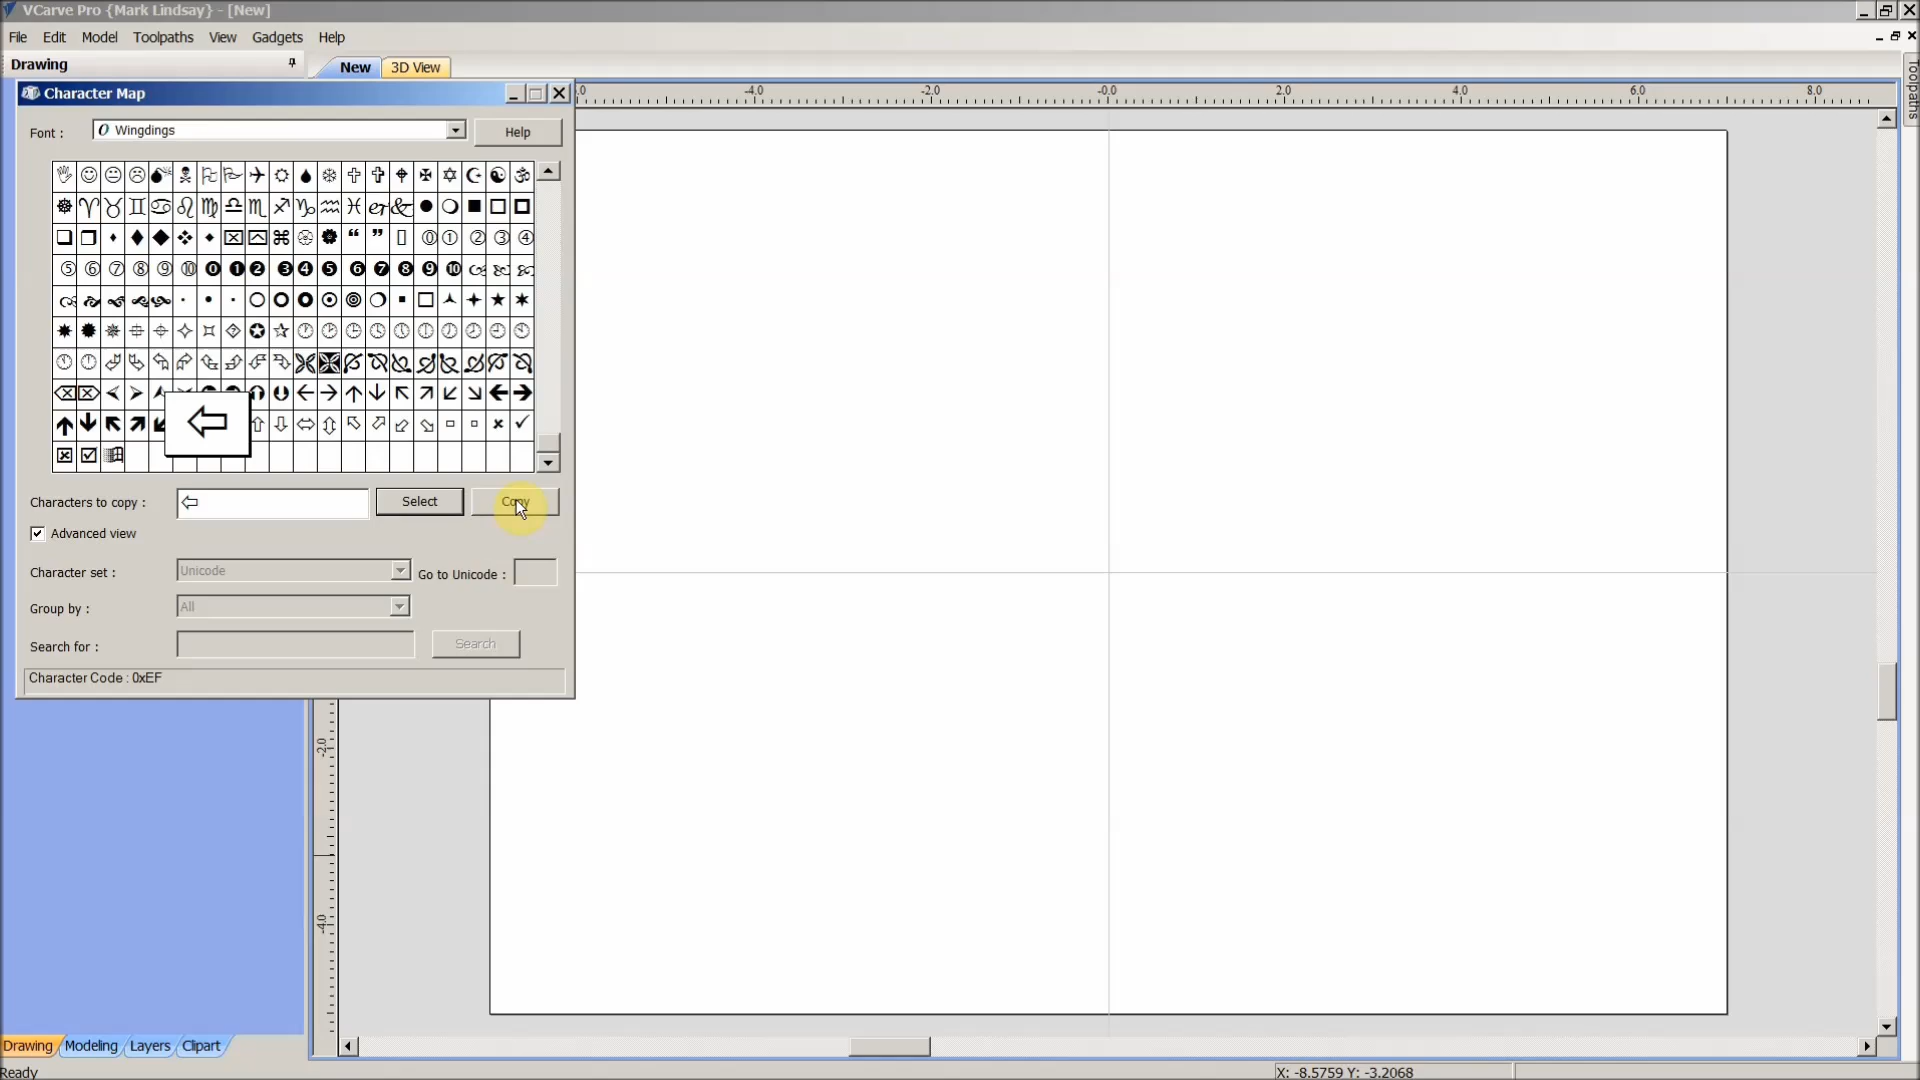 VCarve Pro {Mark Lindsay} - [New]
File Edit Model Toolpaths View Gadgets Help
Drawing
New 3D View
Toolpaths
Character Map
Font : Wingdings Help
Characters to copy : Select Copy
Advanced view
Character set : Unicode Go to Unicode :
Group by : All
Search for : Search
Character Code : 0xEF
-4.0 -2.0 -0.0 2.0 4.0 6.0 8.0
-2.0
-4.0
Drawing Modeling Layers Clipart
Ready X: -8.5759 Y: -3.2068